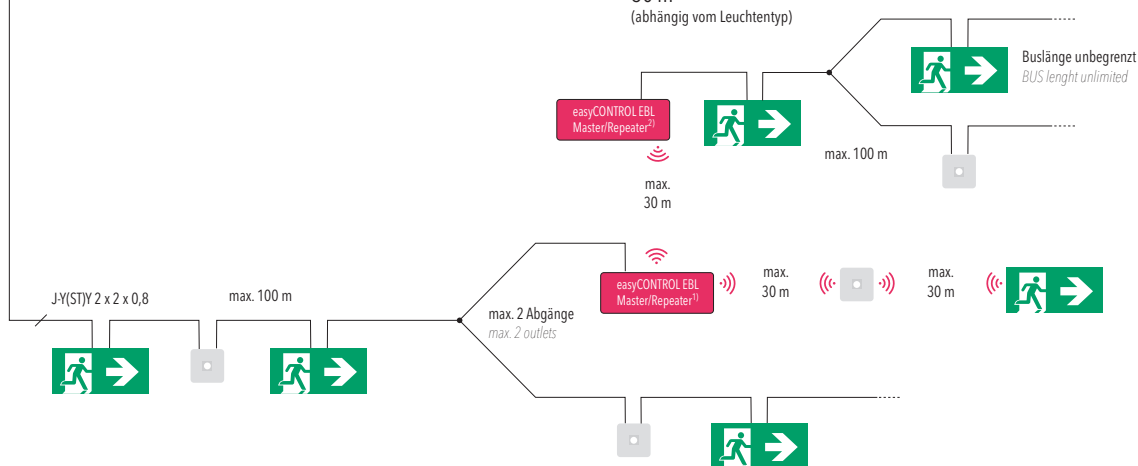 (abhängig vom Leuchtentyp)
Buslänge unbegrenzt
BUS lenght unlimited
easyCONTROL EBL
Master/Repeater2)
max. 100 m
max.
30 m
easyCONTROL EBL
Master/Repeater1)
max.
30 m
max.
30 m
J-Y(ST)Y 2 x 2 x 0,8
max. 100 m
max. 2 Abgänge
max. 2 outlets